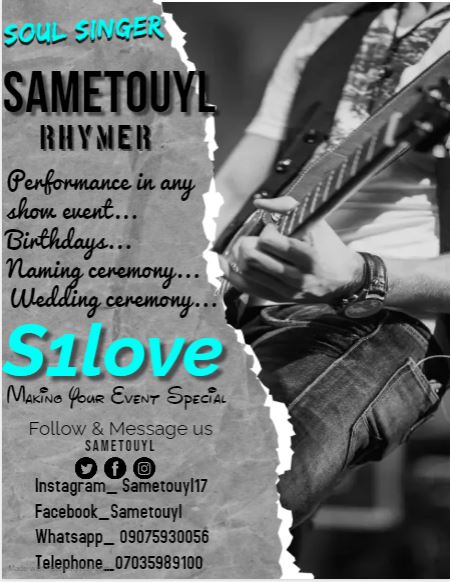 SOUL SINGER
SAMETOUYL
RHYMER
Performance in any
show event...
Birthdays...
Naming ceremony...
Wedding ceremony...
S1love
Making Your Event Special
Follow & Message us
SAMETOUYL
Instagram_ Sametouyl17
Facebook_Sametouyl
Whatsapp_ 09075930056
Telephone_07035989100